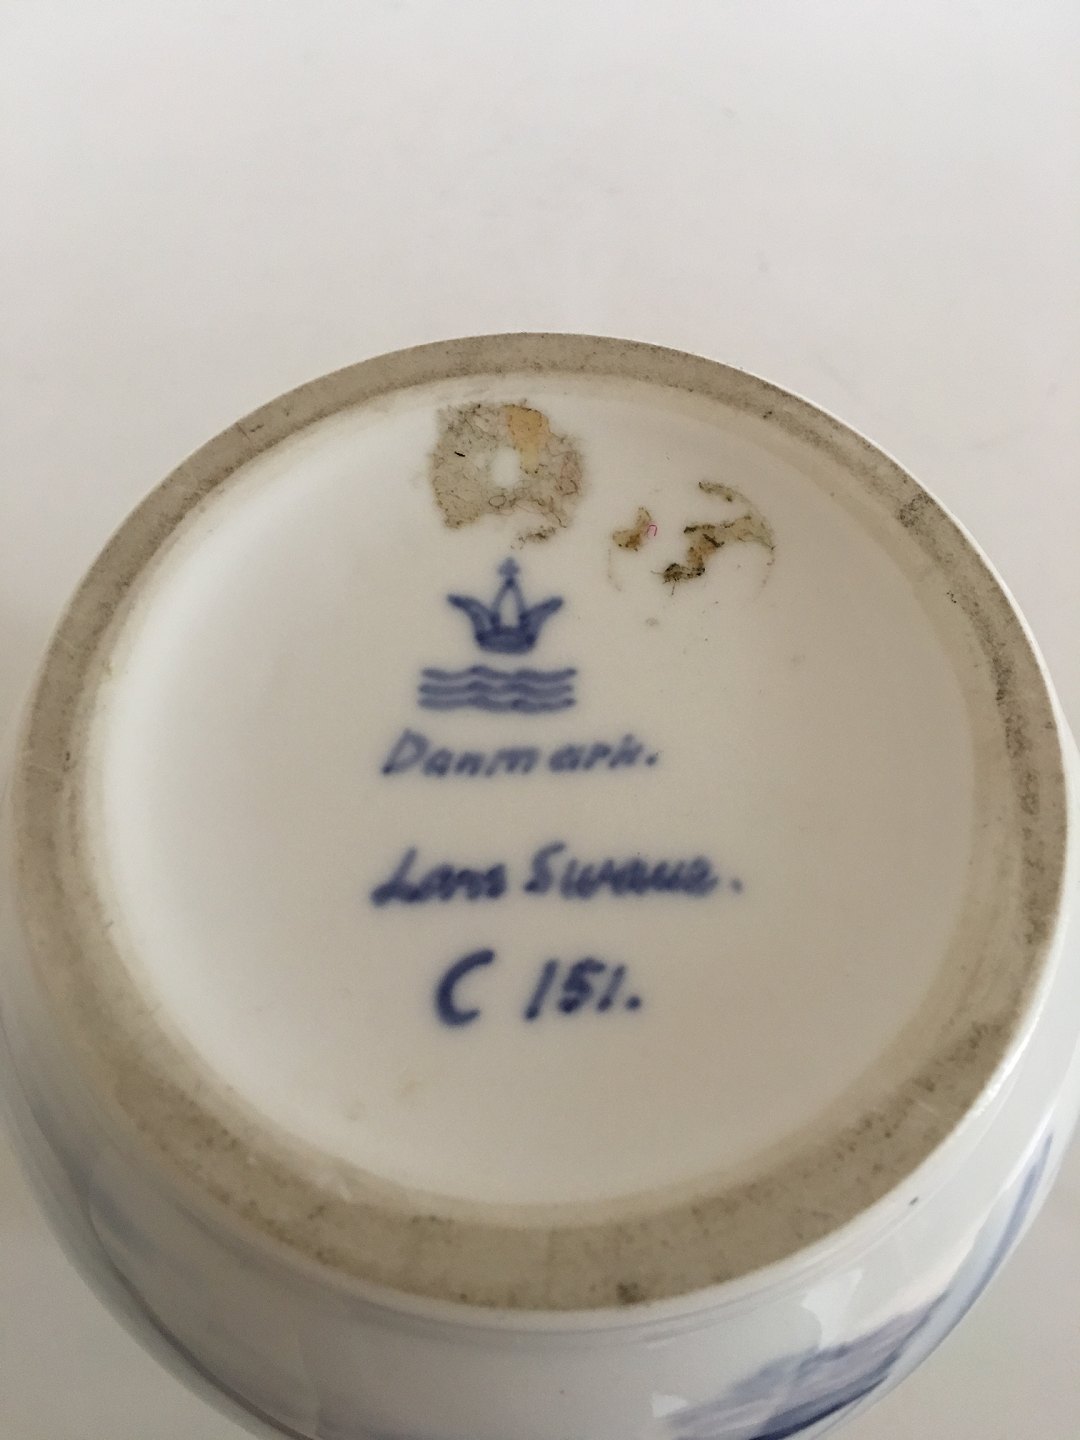 Danmark.
Lars Swane.
C 151.